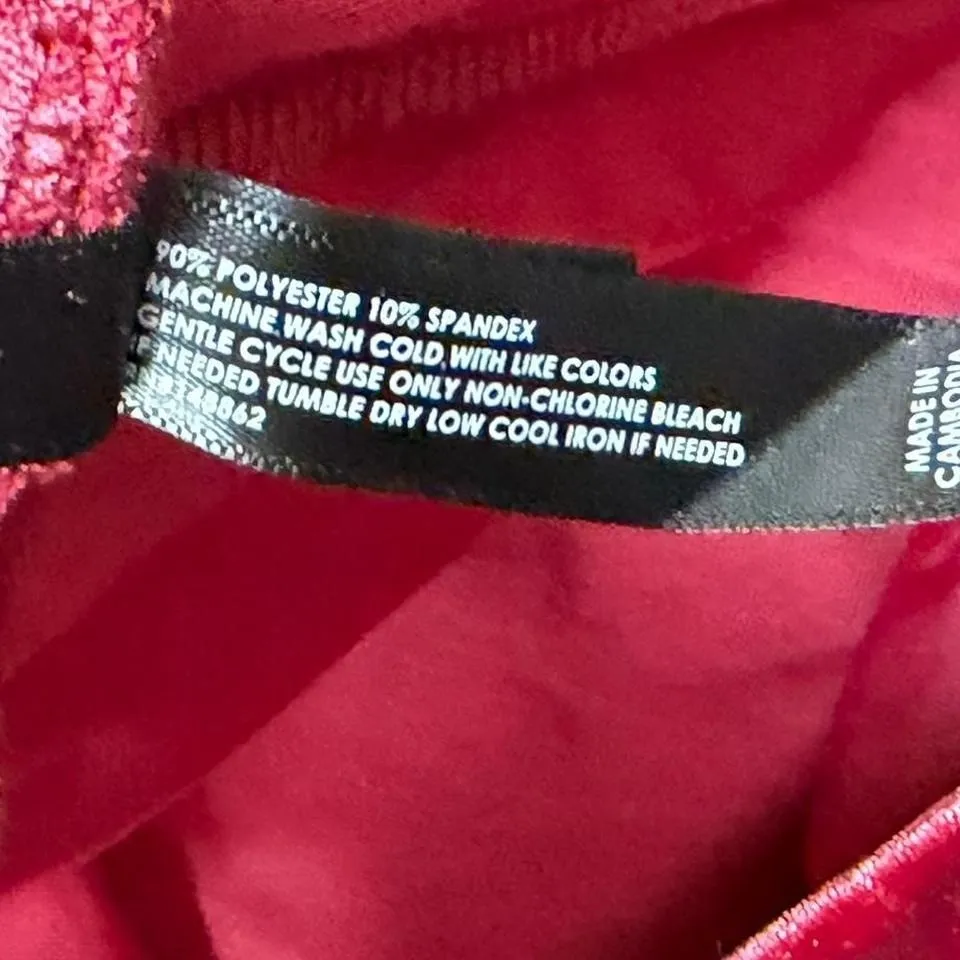 90% POLYESTER 10% SPANDEX
MACHINE WASH COLD, WITH LIKE COLORS
GENTLE CYCLE USE ONLY NON-CHLORINE BLEACH
NEEDED TUMBLE DRY LOW COOL IRON IF NEEDED
MADE IN
CAMBODIA